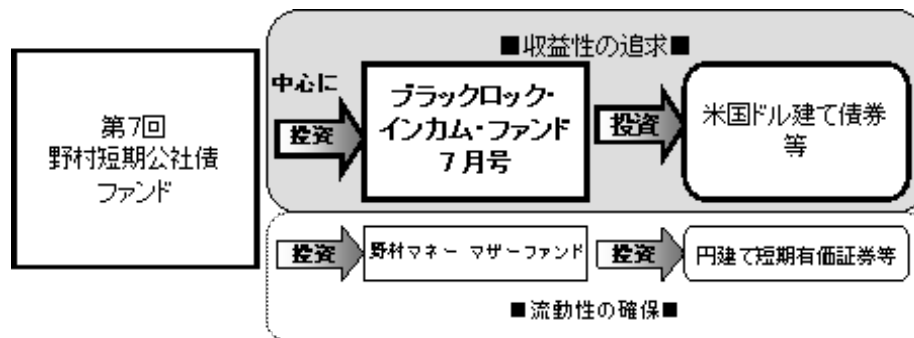 ■収益性の追求■
第7回
野村短期公社債
ファンド
中心に
投資
ブラックロック・
インカム・ファンド
7月号
投資
米国ドル建て債券
等
投資
野村マネー マザーファンド
投資
円建て短期有価証券等
■流動性の確保■